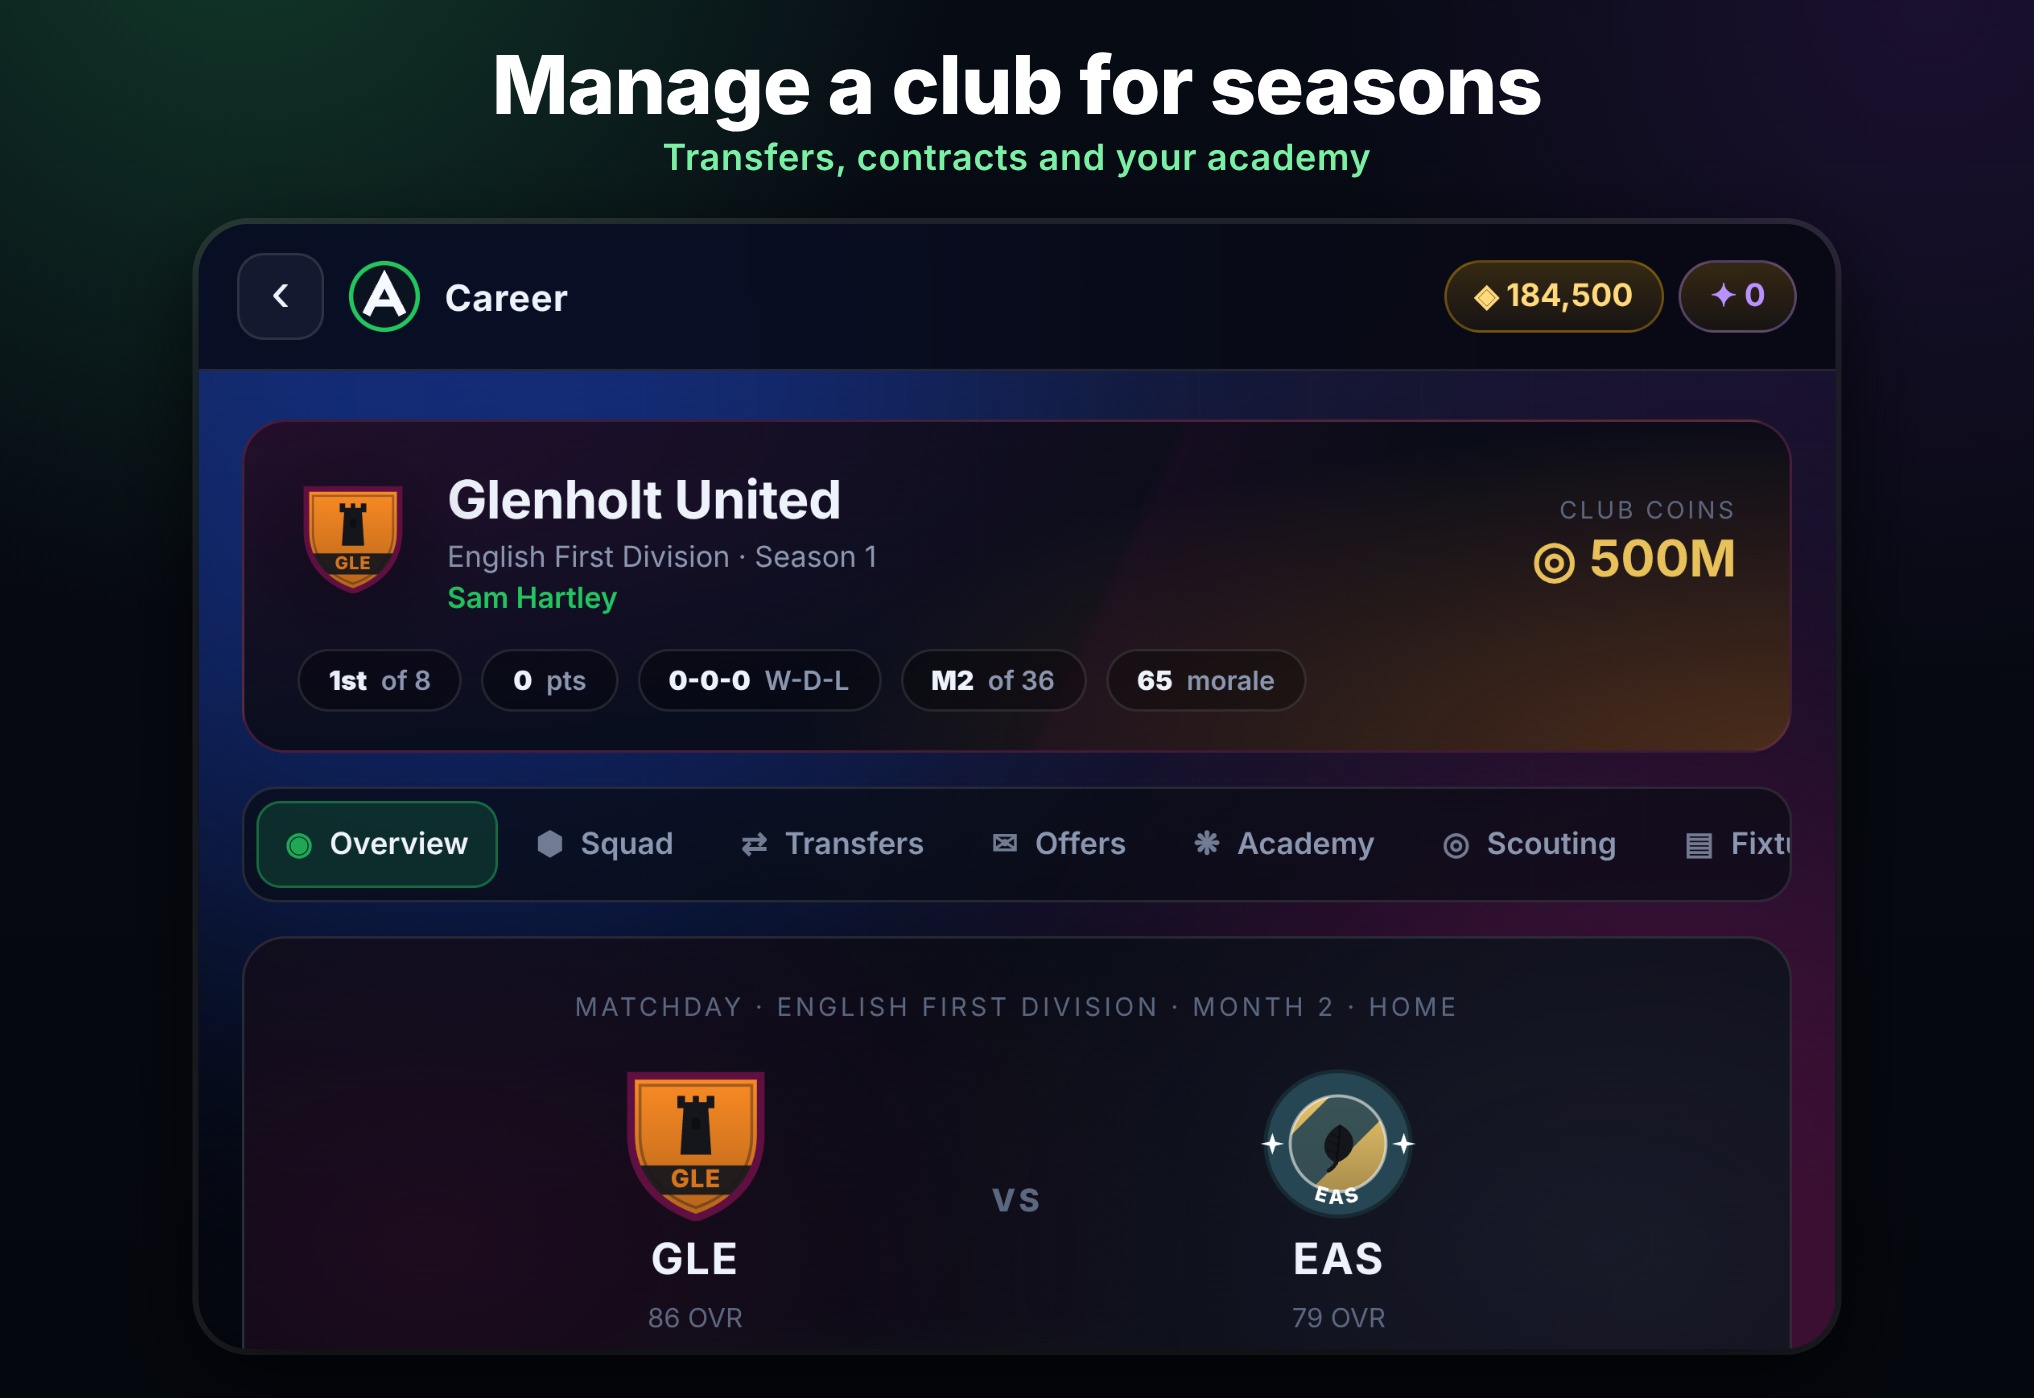 Manage a club for seasons
Transfers, contracts and your academy
Career
184,500
0
Glenholt United
English First Division · Season 1
Sam Hartley
CLUB COINS
500M
GLE
1st of 8
0 pts
0-0-0 W-D-L
M2 of 36
65 morale
Overview
Squad
Transfers
Offers
Academy
Scouting
Fixtu
MATCHDAY · ENGLISH FIRST DIVISION · MONTH 2 · HOME
GLE
EAS
vs
GLE
EAS
86 OVR
79 OVR